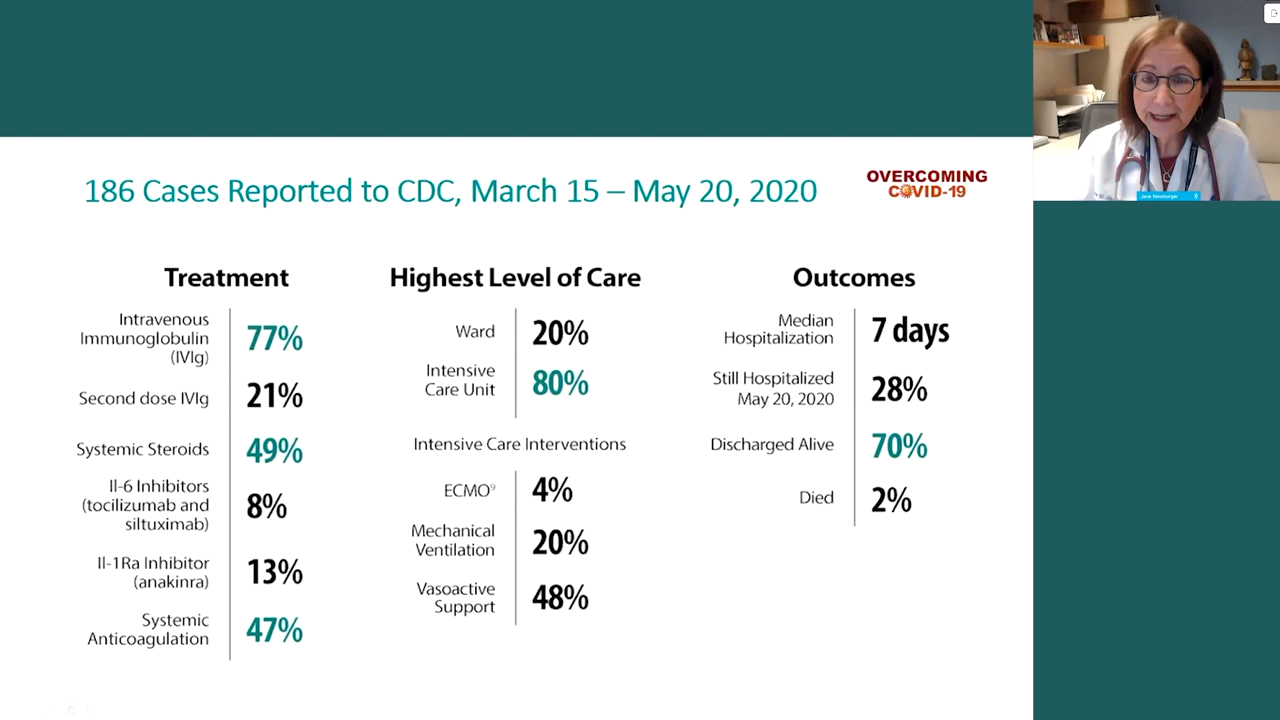 186 Cases Reported to CDC, March 15 – May 20, 2020
OVERCOMING
COVID-19
Jane Newburger
Treatment
Intravenous
Immunoglobulin
(IVIg)
77%
Second dose IVIg
21%
Systemic Steroids
49%
Il-6 Inhibitors
(tocilizumab and
siltuximab)
8%
Il-1Ra Inhibitor
(anakinra)
13%
Systemic
Anticoagulation
47%
Highest Level of Care
Ward
20%
Intensive
Care Unit
80%
Intensive Care Interventions
ECMO⁹
4%
Mechanical
Ventilation
20%
Vasoactive
Support
48%
Outcomes
Median
Hospitalization
7 days
Still Hospitalized
May 20, 2020
28%
Discharged Alive
70%
Died
2%